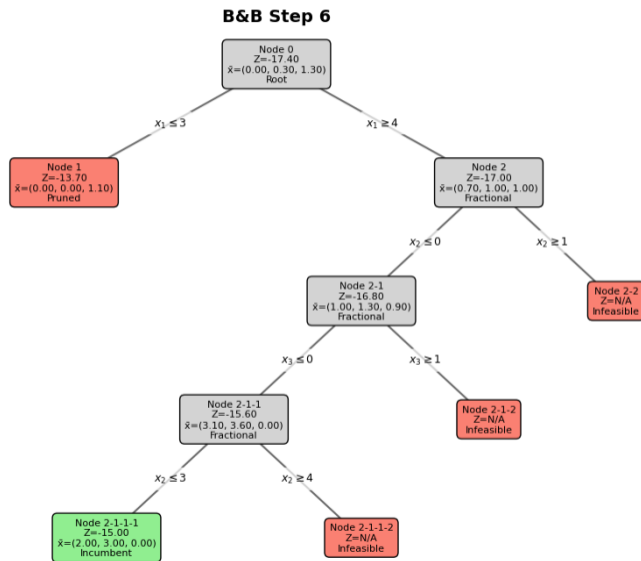 B&B Step 6
Node 0
Z=-17.40
x̄=(0.00, 0.30, 1.30)
Root
x₁ ≤ 3
x₁ ≥ 4
Node 1
Z=-13.70
x̄=(0.00, 0.00, 1.10)
Pruned
Node 2
Z=-17.00
x̄=(0.70, 1.00, 1.00)
Fractional
x₂ ≤ 0
x₂ ≥ 1
Node 2-1
Z=-16.80
x̄=(1.00, 1.30, 0.90)
Fractional
Node 2-2
Z=N/A
Infeasible
x₃ ≤ 0
x₃ ≥ 1
Node 2-1-1
Z=-15.60
x̄=(3.10, 3.60, 0.00)
Fractional
Node 2-1-2
Z=N/A
Infeasible
x₂ ≤ 3
x₂ ≥ 4
Node 2-1-1-1
Z=-15.00
x̄=(2.00, 3.00, 0.00)
Incumbent
Node 2-1-1-2
Z=N/A
Infeasible